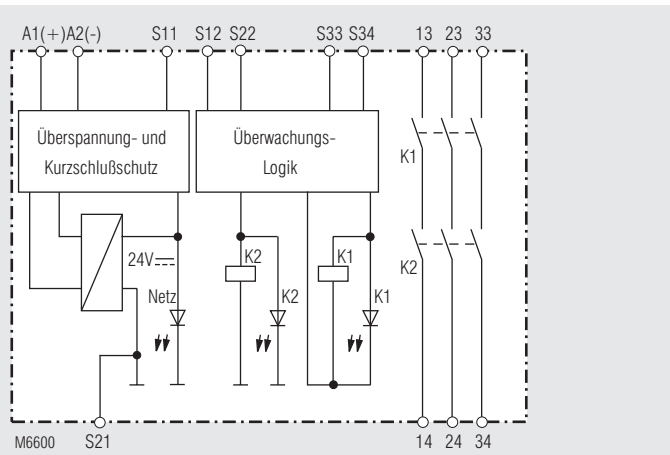 A1(+) A2(-) S11 S12 S22 S33 S34 13 23 33
Überspannung- und
Kurzschlußschutz
Überwachungs-
Logik
K1
24V
K2
K1
K2
Netz
K2
K1
M6600 S21 14 24 34